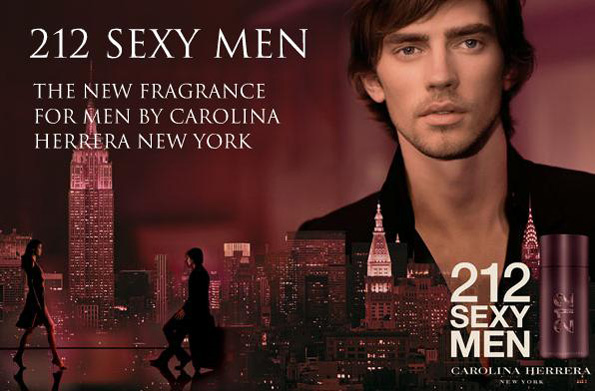 212 SEXY MEN
THE NEW FRAGRANCE
FOR MEN BY CAROLINA
HERRERA NEW YORK
212
SEXY
MEN
212
CAROLINA HERRERA
NEW YORK